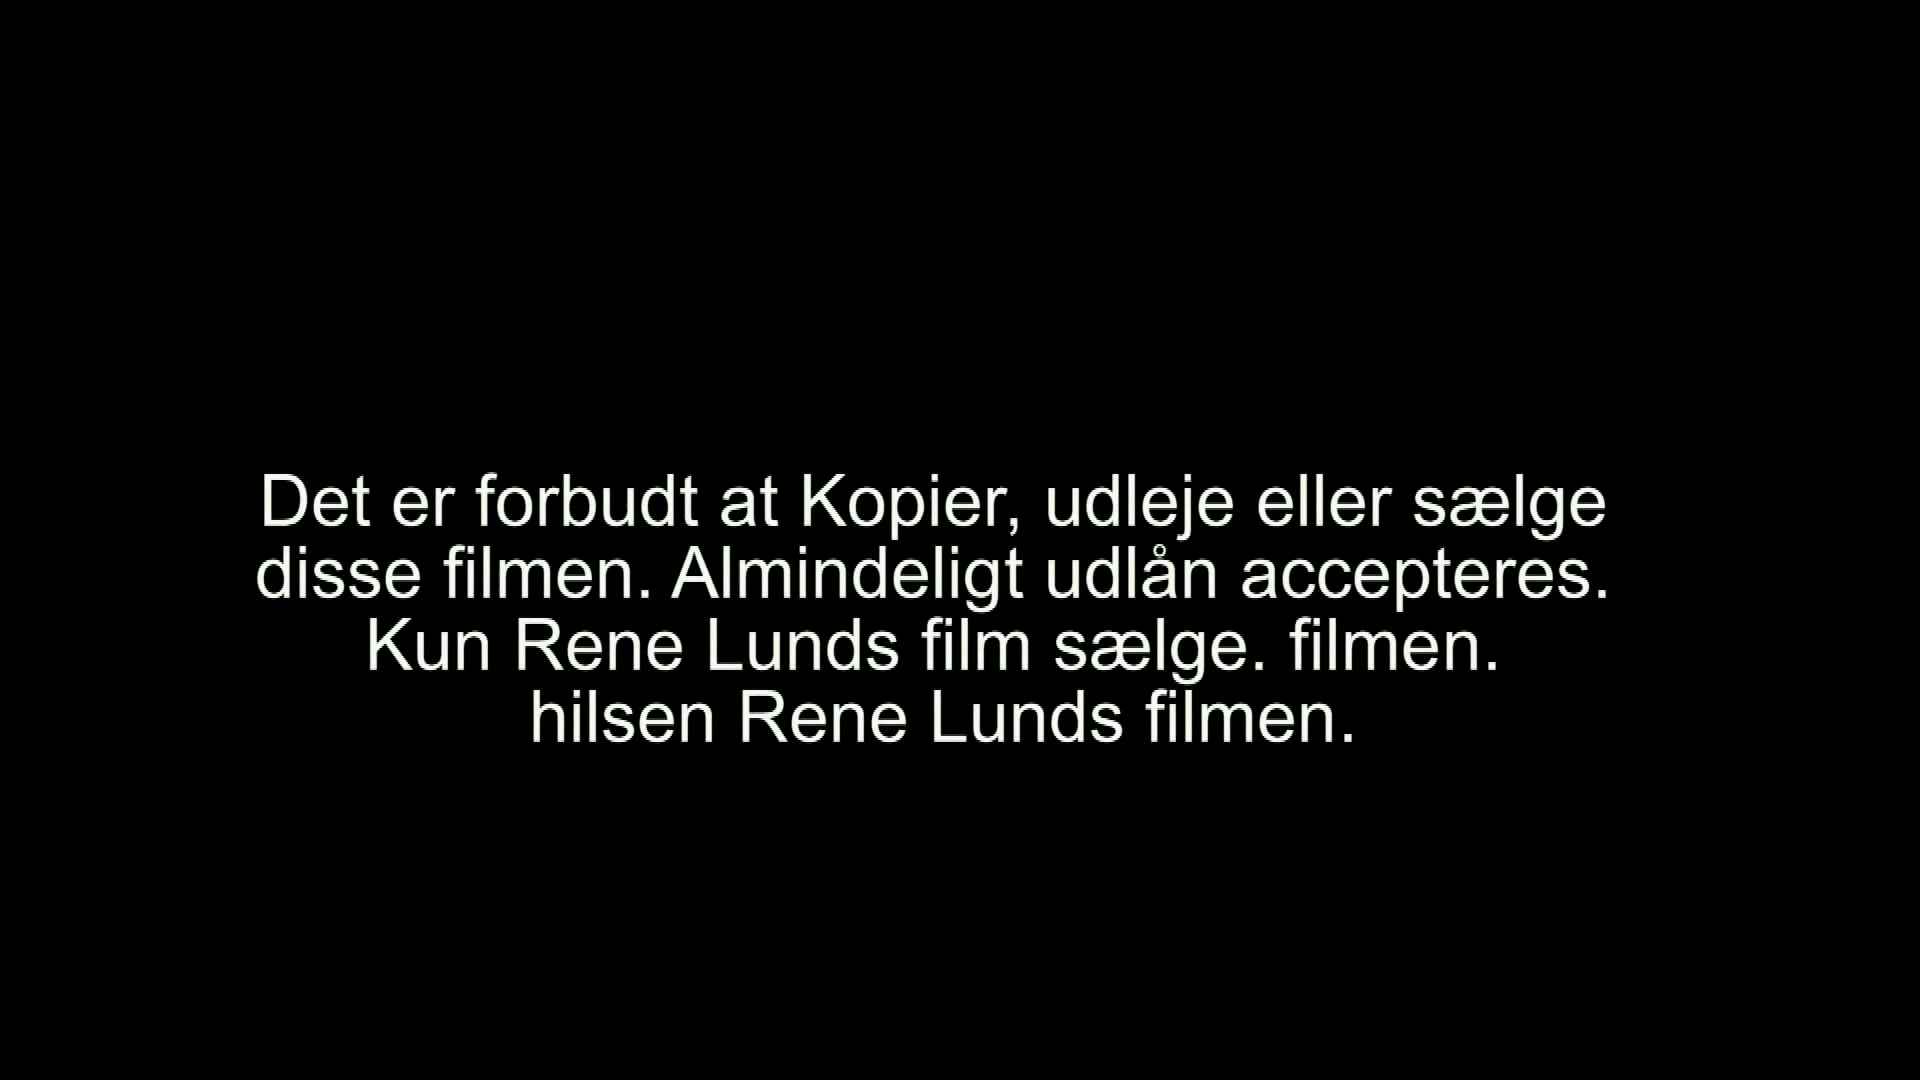 Det er forbudt at Kopier, udleje eller sælge
disse filmen. Almindeligt udlån accepteres.
Kun Rene Lunds film sælge. filmen.
hilsen Rene Lunds filmen.